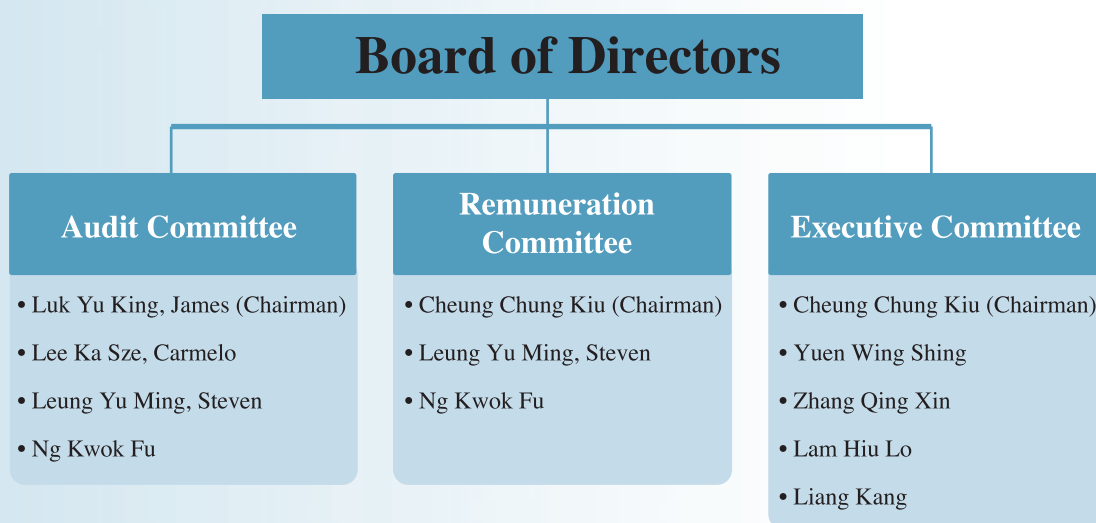 Board of Directors
Audit Committee
• Luk Yu King, James (Chairman)
• Lee Ka Sze, Carmelo
• Leung Yu Ming, Steven
• Ng Kwok Fu
Remuneration
Committee
• Cheung Chung Kiu (Chairman)
• Leung Yu Ming, Steven
• Ng Kwok Fu
Executive Committee
• Cheung Chung Kiu (Chairman)
• Yuen Wing Shing
• Zhang Qing Xin
• Lam Hiu Lo
• Liang Kang